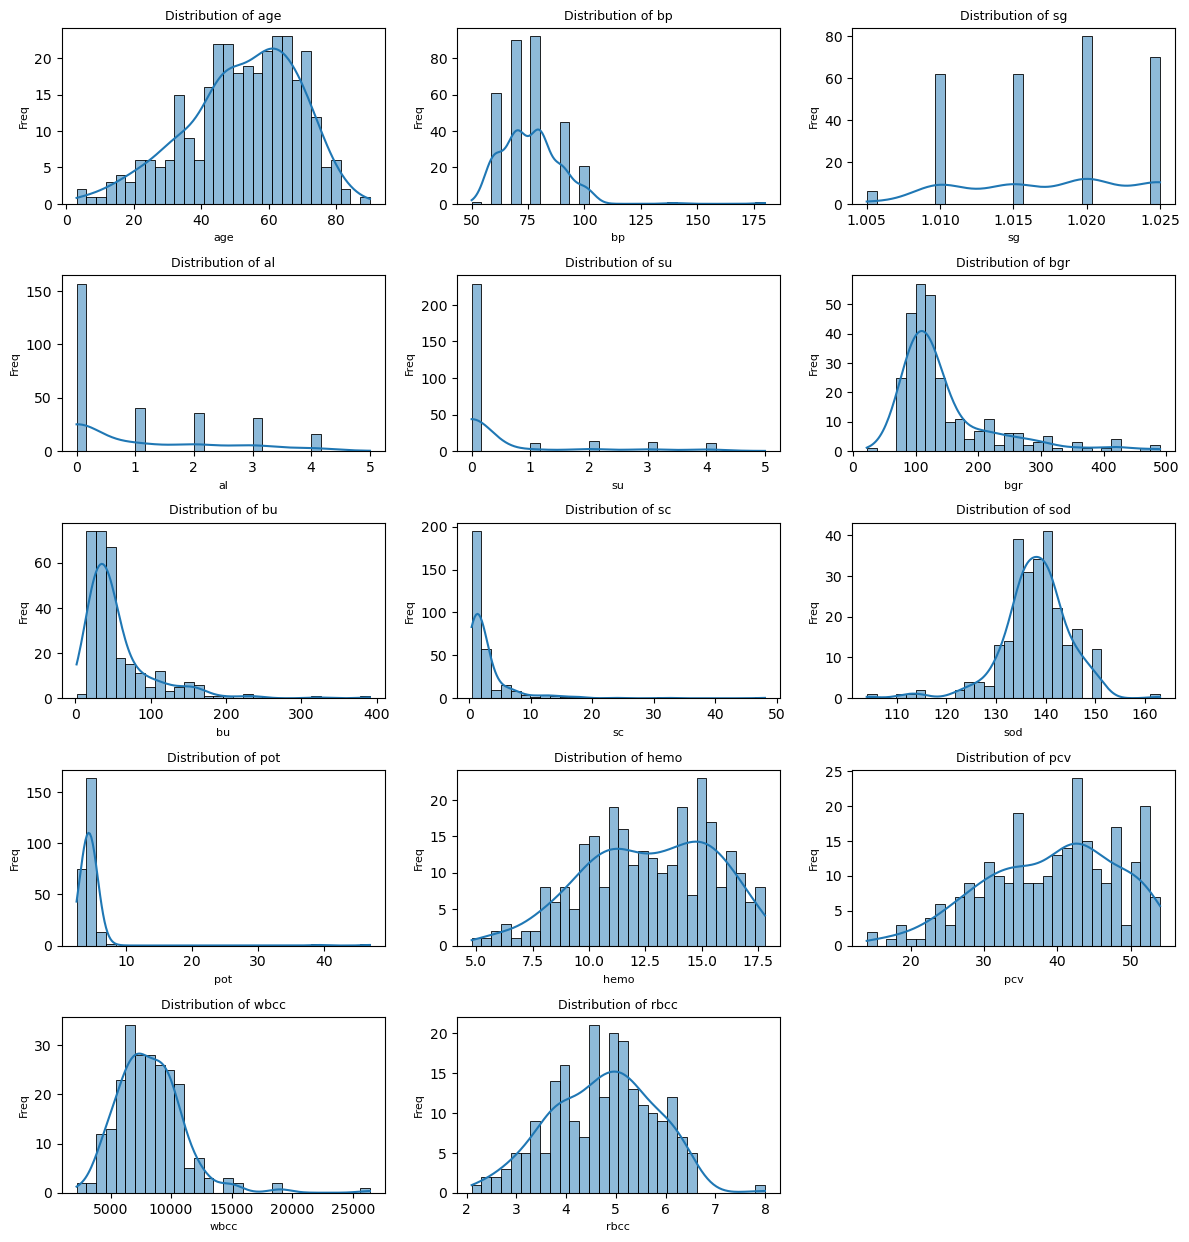 Distribution of age
Freq
20
15
10
5
0
0 20 40 60 80
age
Distribution of bp
Freq
80
60
40
20
0
50 75 100 125 150 175
bp
Distribution of sg
Freq
80
60
40
20
0
1.005 1.010 1.015 1.020 1.025
sg
Distribution of al
Freq
150
100
50
0
0 1 2 3 4 5
al
Distribution of su
Freq
200
150
100
50
0
0 1 2 3 4 5
su
Distribution of bgr
Freq
50
40
30
20
10
0
0 100 200 300 400 500
bgr
Distribution of bu
Freq
60
40
20
0
0 100 200 300 400
bu
Distribution of sc
Freq
200
150
100
50
0
0 10 20 30 40 50
sc
Distribution of sod
Freq
40
30
20
10
0
110 120 130 140 150 160
sod
Distribution of pot
Freq
150
100
50
0
10 20 30 40
pot
Distribution of hemo
Freq
20
15
10
5
0
5.0 7.5 10.0 12.5 15.0 17.5
hemo
Distribution of pcv
Freq
25
20
15
10
5
0
20 30 40 50
pcv
Distribution of wbcc
Freq
30
20
10
0
5000 10000 15000 20000 25000
wbcc
Distribution of rbcc
Freq
20
15
10
5
0
2 3 4 5 6 7 8
rbcc